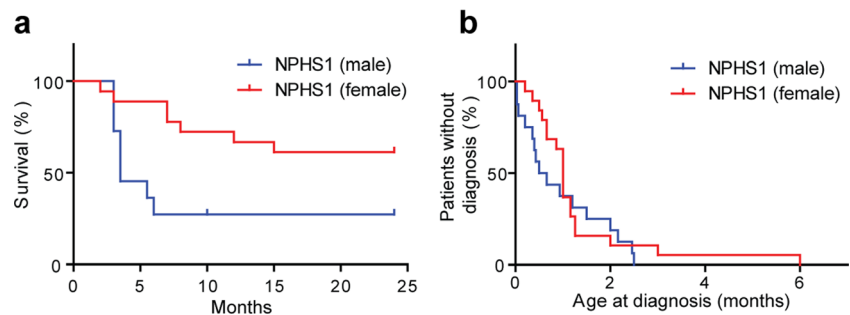 a
NPHS1 (male)
NPHS1 (female)
100
50
0
Survival (%)
0 5 10 15 20 25
Months
b
NPHS1 (male)
NPHS1 (female)
100
50
0
Patients without
diagnosis (%)
0 2 4 6
Age at diagnosis (months)